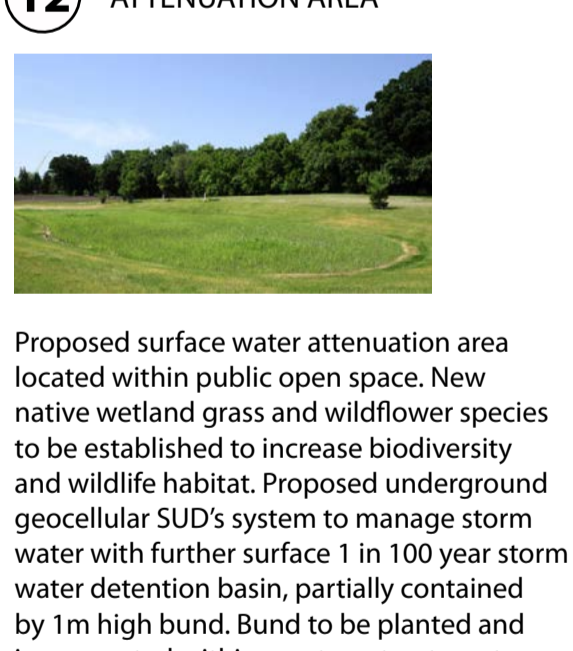 12 ATTENUATION AREA
Proposed surface water attenuation area
located within public open space. New
native wetland grass and wildflower species
to be established to increase biodiversity
and wildlife habitat. Proposed underground
geocellular SUD's system to manage storm
water with further surface 1 in 100 year storm
water detention basin, partially contained
by 1m high bund. Bund to be planted and